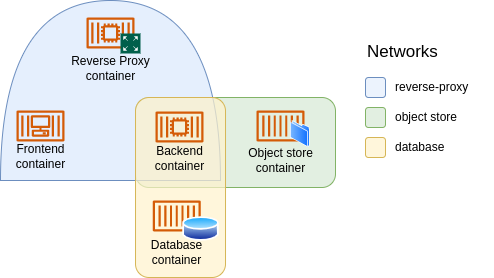 Reverse Proxy
container
Frontend
container
Backend
container
Object store
container
Database
container
Networks
reverse-proxy
object store
database